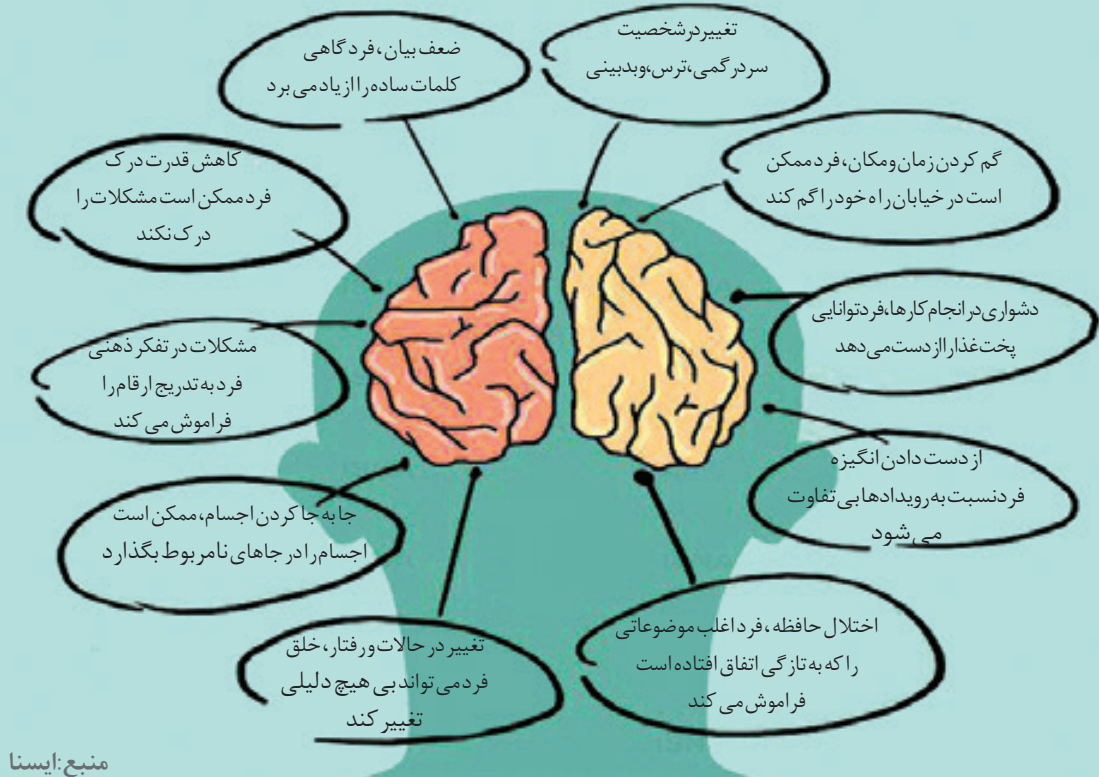 تغییر در شخصیت
سردرگمی، ترس، و بدبینی
ضعف بیان، فرد گاهی
کلمات ساده را از یاد می برد
گم کردن زمان و مکان، فرد ممکن
است در خیابان راه خود را گم کند
کاهش قدرت درک
فرد ممکن است مشکلات را
درک نکند
دشواری در انجام کارها، فرد توانایی
پخت غذا را از دست می دهد
مشکلات در تفکر ذهنی
فرد به تدریج ارقام را
فراموش می کند
از دست دادن انگیزه
فرد نسبت به رویدادها بی تفاوت
می شود
جا به جا کردن اجسام، ممکن است
اجسام را در جاهای نامربوط بگذارد
اختلال حافظه، فرد اغلب موضوعاتی
را که به تازگی اتفاق افتاده است
فراموش می کند
تغییر در حالات و رفتار، خلق
فرد می تواند بی هیچ دلیلی
تغییر کند
منبع: ایسنا